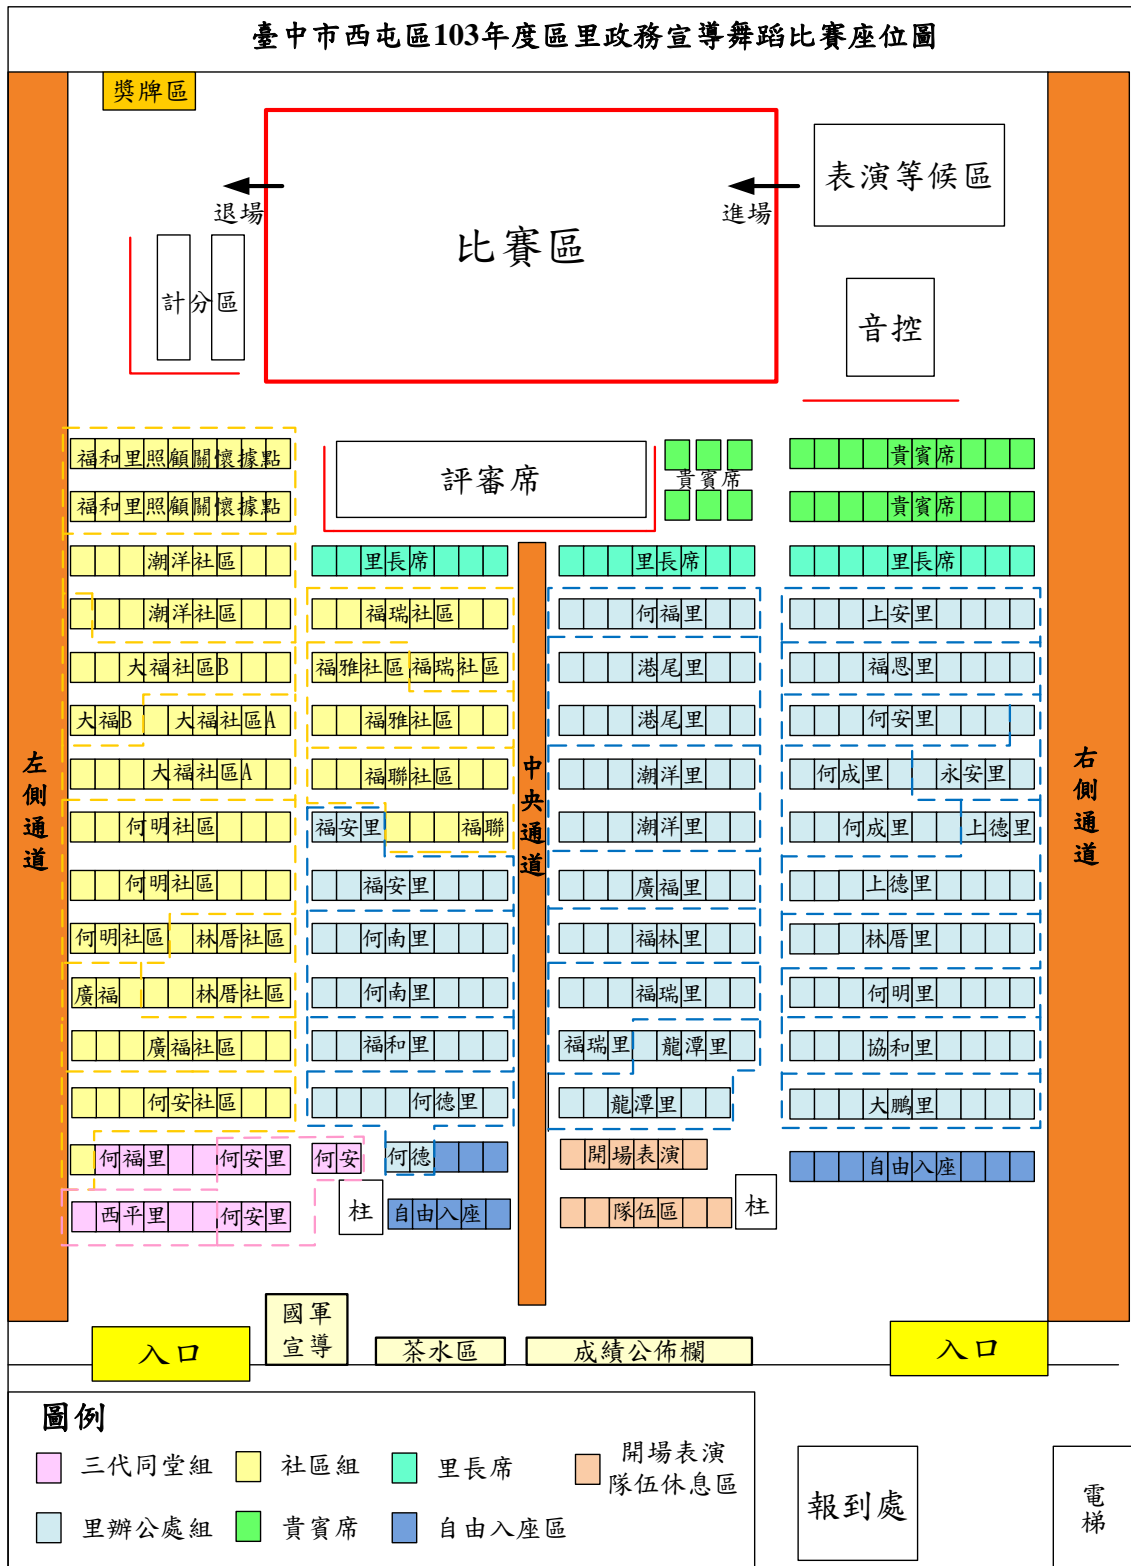 臺中市西屯區103年度區里政務宣導舞蹈比賽座位圖
獎牌區
表演等候區
退場
進場
比賽區
計分區
音控
福和里照顧關懷據點
評審席
貴賓席
貴賓席
福和里照顧關懷據點
貴賓席
潮洋社區
里長席
里長席
里長席
潮洋社區
福瑞社區
何福里
上安里
大福社區B
福雅社區
福瑞社區
港尾里
福恩里
大福B
大福社區A
福雅社區
港尾里
何安里
左側通道
中央通道
右側通道
大福社區A
福聯社區
潮洋里
何成里
永安里
何明社區
福安里
福聯
潮洋里
何成里
上德里
何明社區
福安里
廣福里
上德里
何明社區
林厝社區
何南里
福林里
林厝里
廣福
林厝社區
何南里
福瑞里
何明里
廣福社區
福和里
福瑞里
龍潭里
協和里
何安社區
何德里
龍潭里
大鵬里
何福里
何安里
何安
何德
開場表演
自由入座
西平里
何安里
柱
自由入座
隊伍區
柱
國軍
宣導
入口
茶水區
成績公佈欄
入口
圖例
三代同堂組
社區組
里長席
開場表演
隊伍休息區
里辦公處組
貴賓席
自由入座區
報到處
電梯